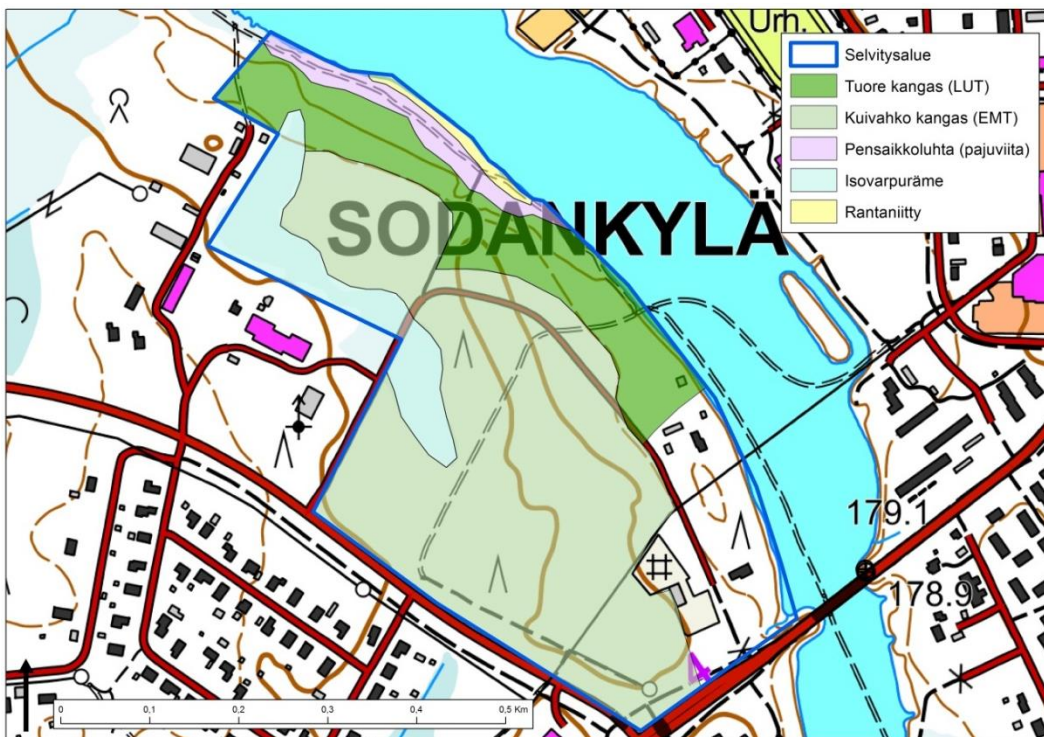 Urh.
Selvitysalue
Tuore kangas (LUT)
Kuivahko kangas (EMT)
Pensaikkoluhta (pajuviita)
Isovarpuräme
Rantaniitty
SODANKYLÄ
179.1
178.9
4
0 0,1 0,2 0,3 0,4 0,5 Km